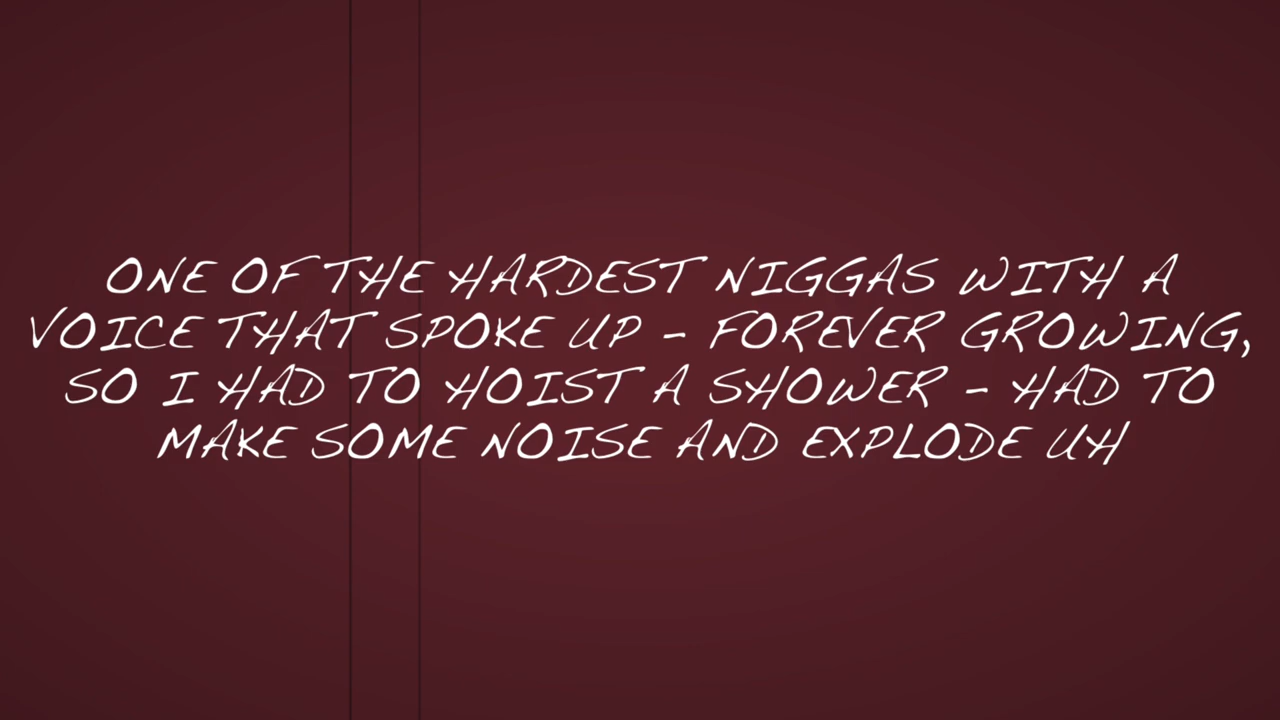 ONE OF THE HARDEST NIGGAS WITH A
VOICE THAT SPOKE UP - FOREVER GROWING,
SO I HAD TO HOIST A SHOWER - HAD TO
MAKE SOME NOISE AND EXPLODE UH